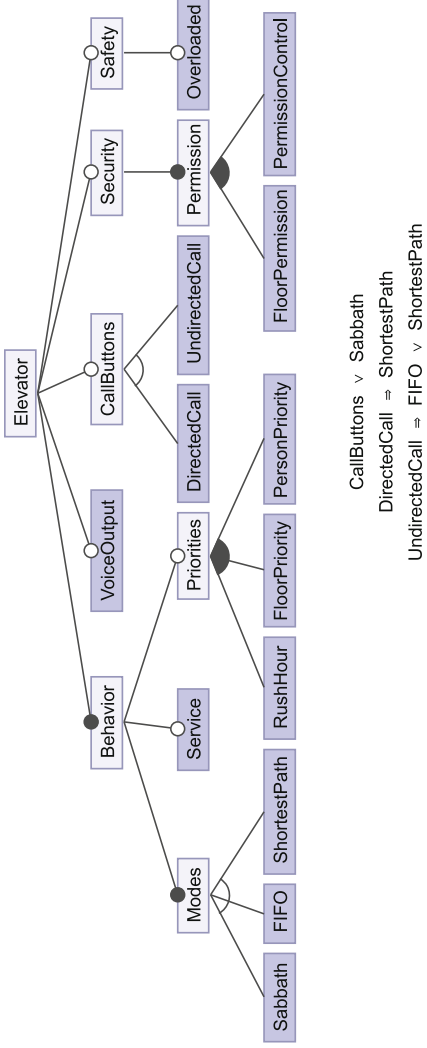 Elevator
Behavior
VoiceOutput
CallButtons
Security
Safety
Modes
Service
Priorities
DirectedCall
UndirectedCall
Permission
Overloaded
Sabbath
FIFO
ShortestPath
RushHour
FloorPriority
PersonPriority
FloorPermission
PermissionControl
CallButtons ∨ Sabbath
DirectedCall ⇒ ShortestPath
UndirectedCall ⇒ FIFO ∨ ShortestPath